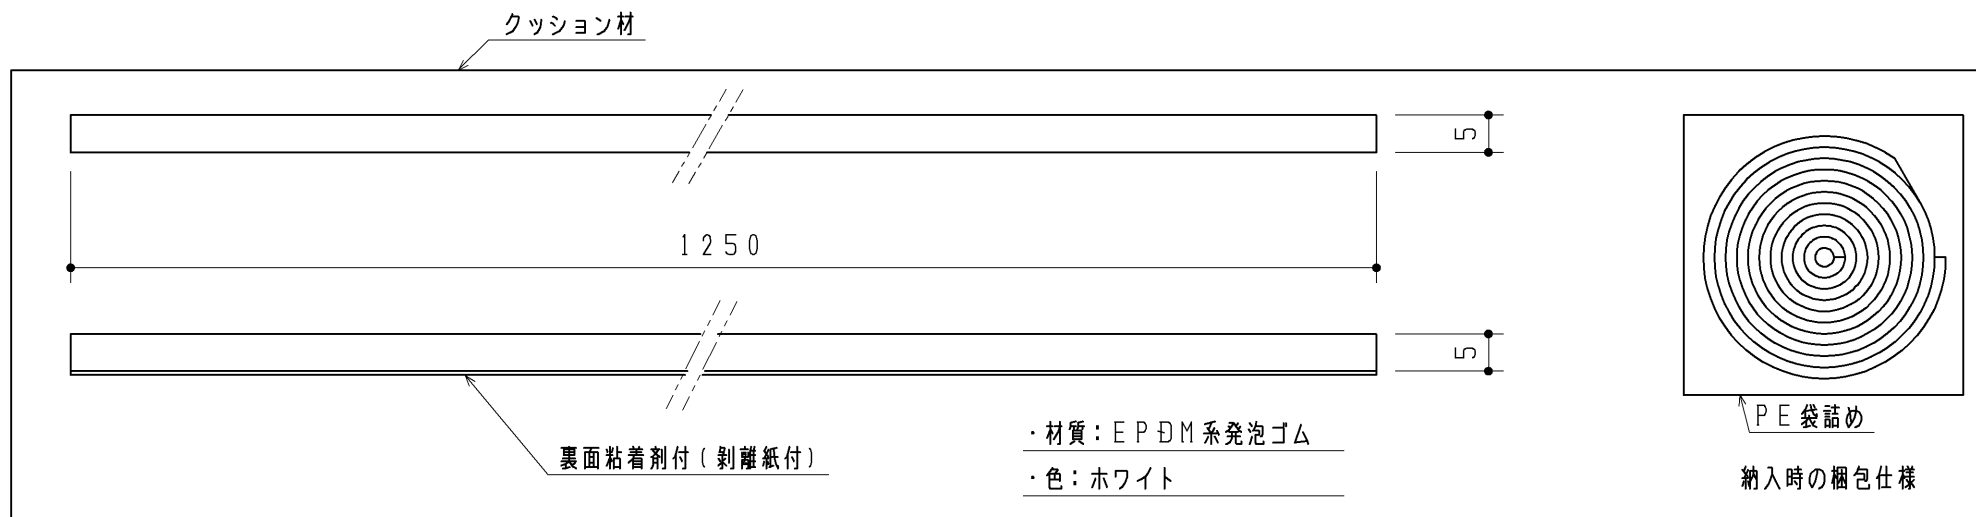 クッション材
5
1250
5
裏面粘着剤付(剥離紙付)
・材質:EPDM系発泡ゴム
・色:ホワイト
PE袋詰め
納入時の梱包仕様